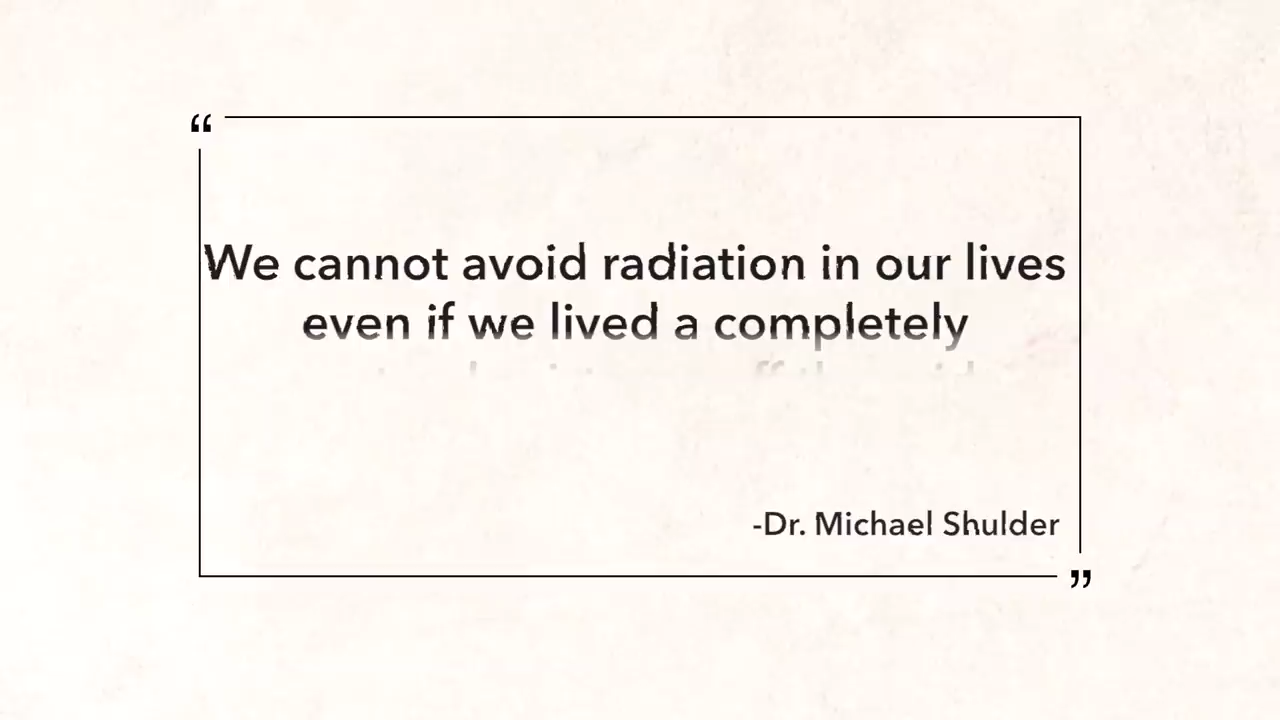 “
We cannot avoid radiation in our lives
even if we lived a completely
-Dr. Michael Shulder
”